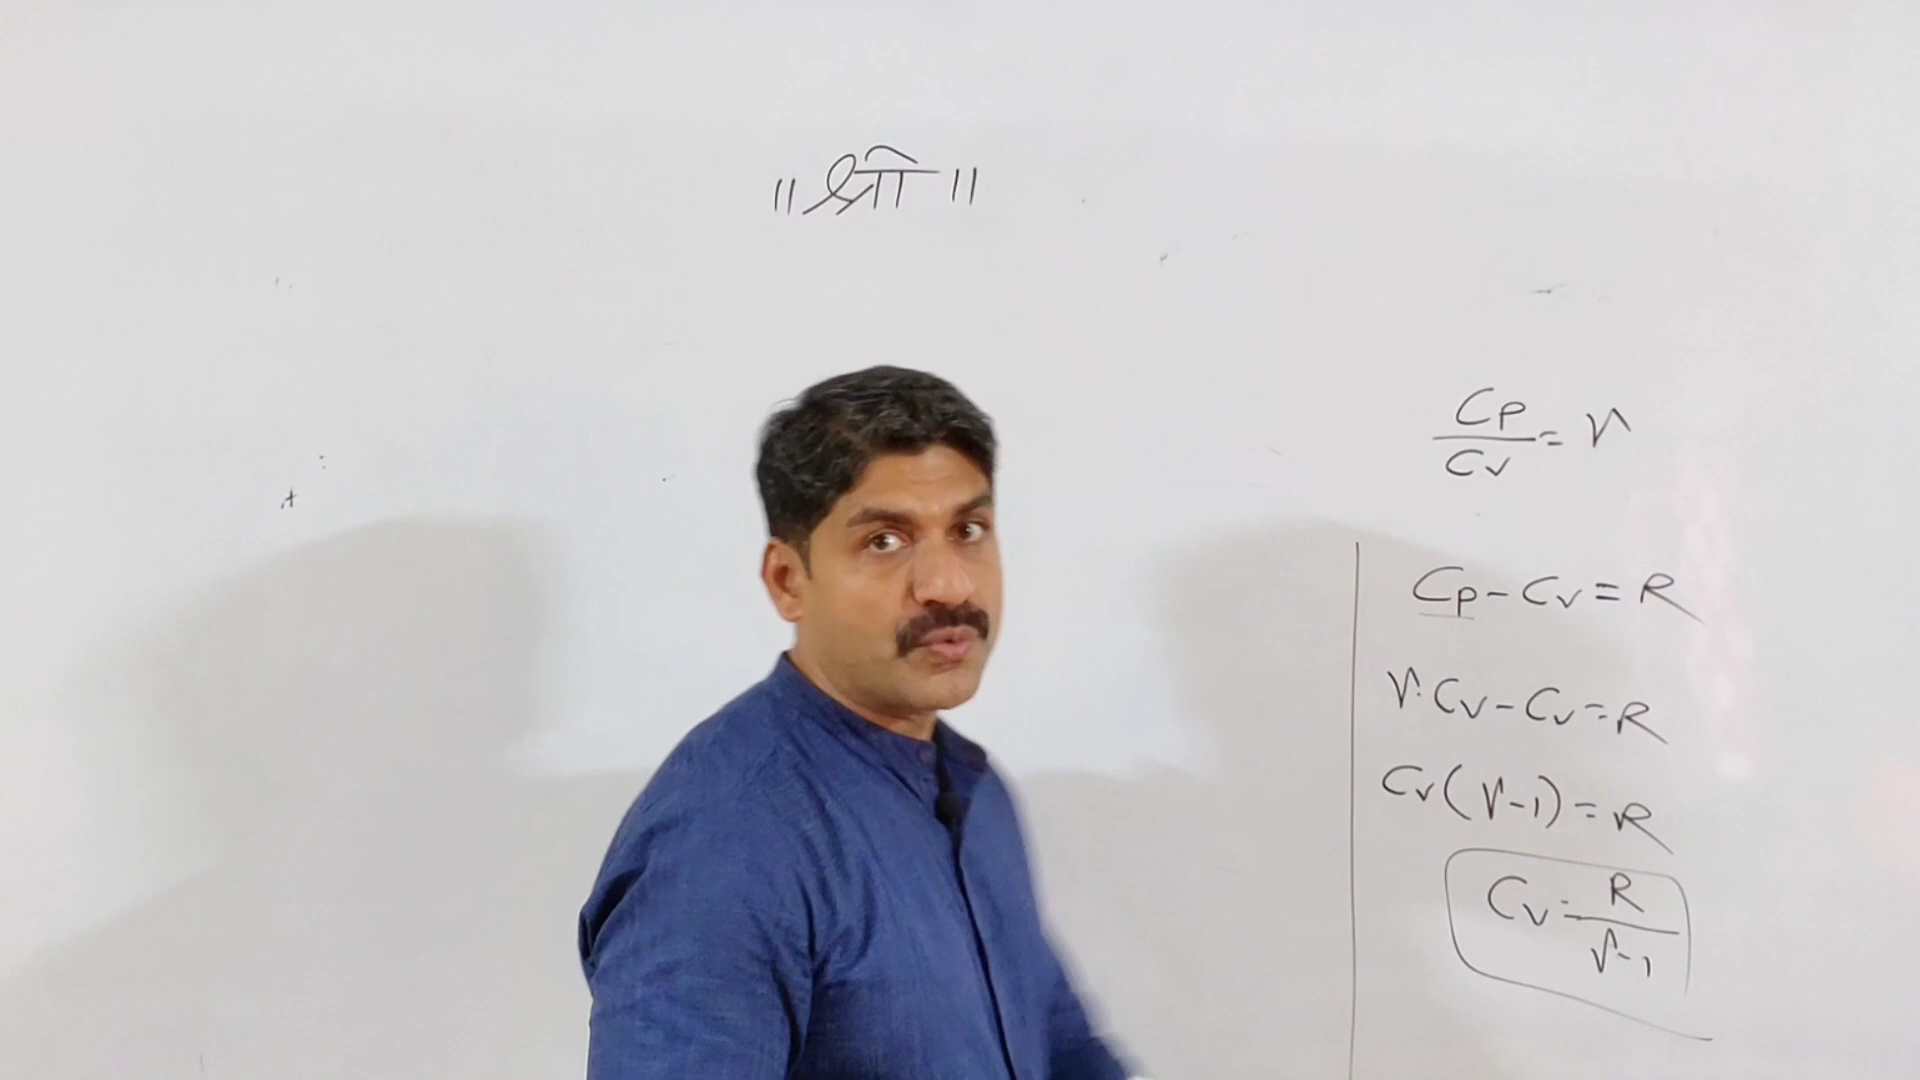 ॥ श्री ॥
Cp/Cv = γ
Cp - Cv = R
γ·Cv - Cv = R
Cv(γ-1) = R
Cv = R/γ-1